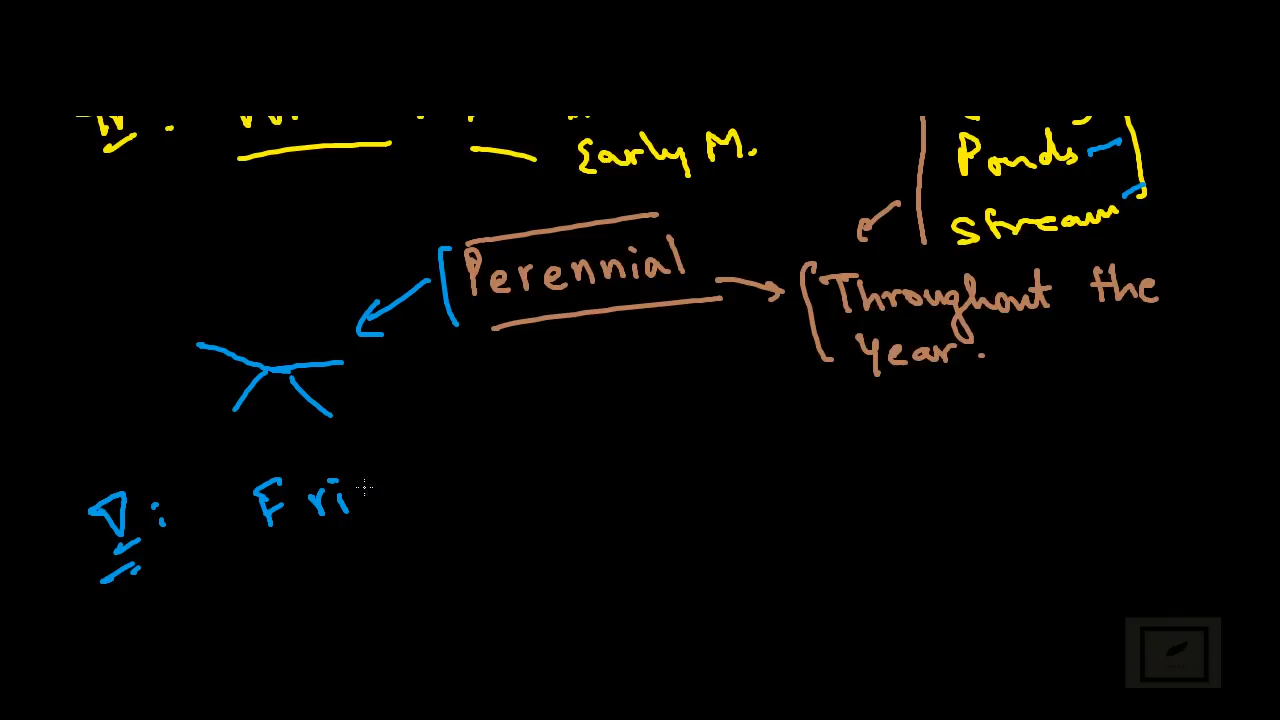 Early M.
Ponds
Stream
Perennial
Throughout the
Year.
Fri